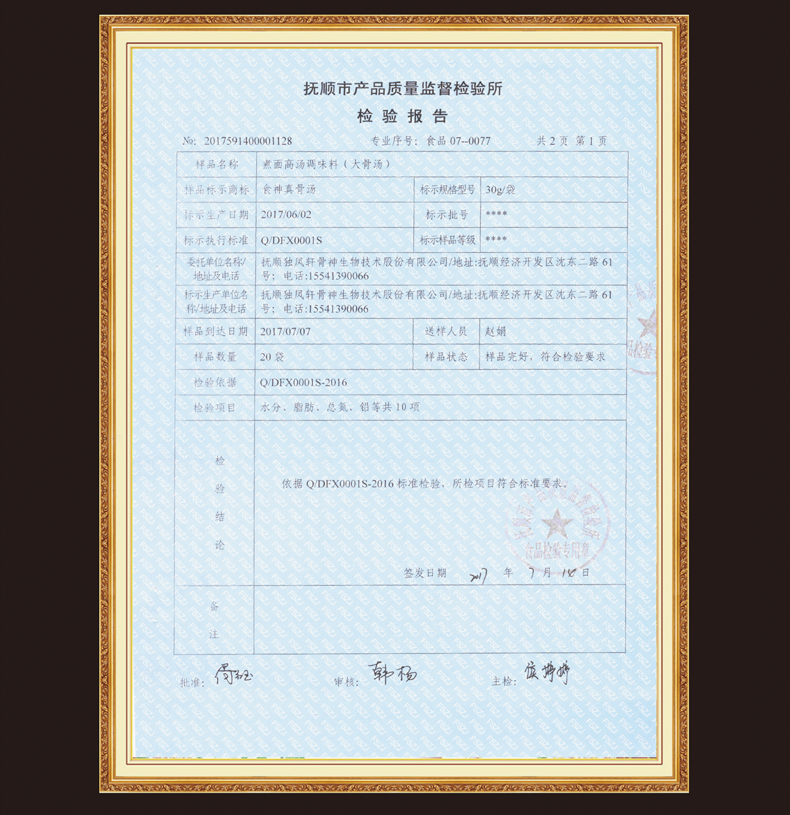 抚顺市产品质量监督检验所
检验报告
№: 2017591400001128 专业序号: 食品 07--0077 共 2 页 第 1 页
样品名称 煮面高汤调味料（大骨汤）
样品标示商标 食神真骨汤 标示规格型号 30g/袋
标示生产日期 2017/06/02 标示批号 ****
标示执行标准 Q/DFX0001S 标示样品等级 ****
委托单位名称/ 抚顺独凤轩骨神生物技术股份有限公司/地址:抚顺经济开发区沈东二路 61
地址及电话 号; 电话:15541390066
标示生产单位名 抚顺独凤轩骨神生物技术股份有限公司/地址:抚顺经济开发区沈东二路 61
称/地址及电话 号; 电话:15541390066
样品到达日期 2017/07/07 送样人员 赵娟
样品数量 20 袋 样品状态 样品完好，符合检验要求
检验依据 Q/DFX0001S-2016
检验项目 水分、脂肪、总氮、铅等共 10 项
检
验
结
论
依据 Q/DFX0001S-2016 标准检验，所检项目符合标准要求。
食品检验专用章
签发日期 2017 年 7 月 14 日
备
注
批准: 审核: 韩杨 主检: 侯婷婷